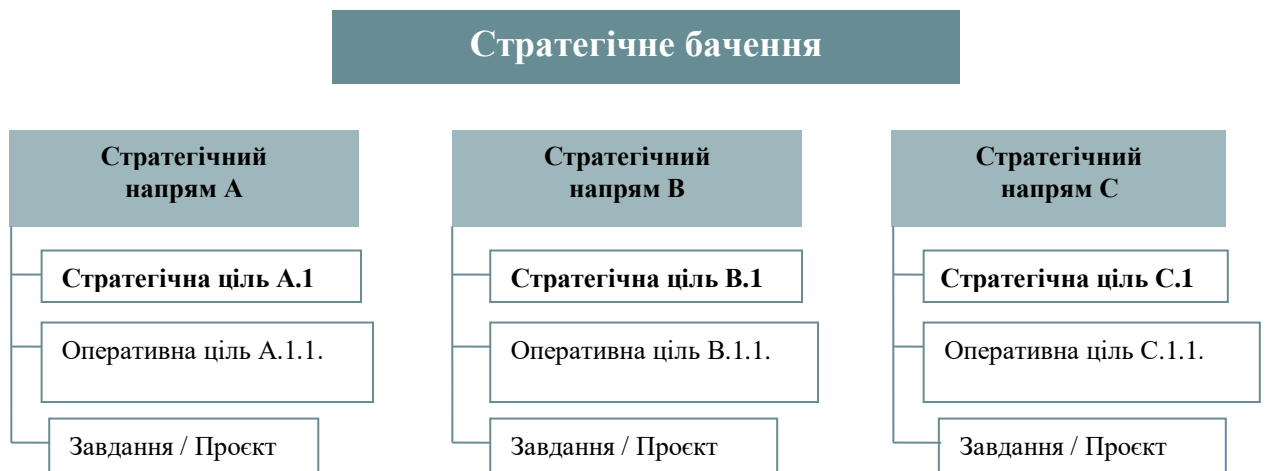 Стратегічне бачення
Стратегічний
напрям А
Стратегічна ціль А.1
Оперативна ціль А.1.1.
Завдання / Проєкт
Стратегічний
напрям В
Стратегічна ціль В.1
Оперативна ціль В.1.1.
Завдання / Проєкт
Стратегічний
напрям С
Стратегічна ціль С.1
Оперативна ціль С.1.1.
Завдання / Проєкт